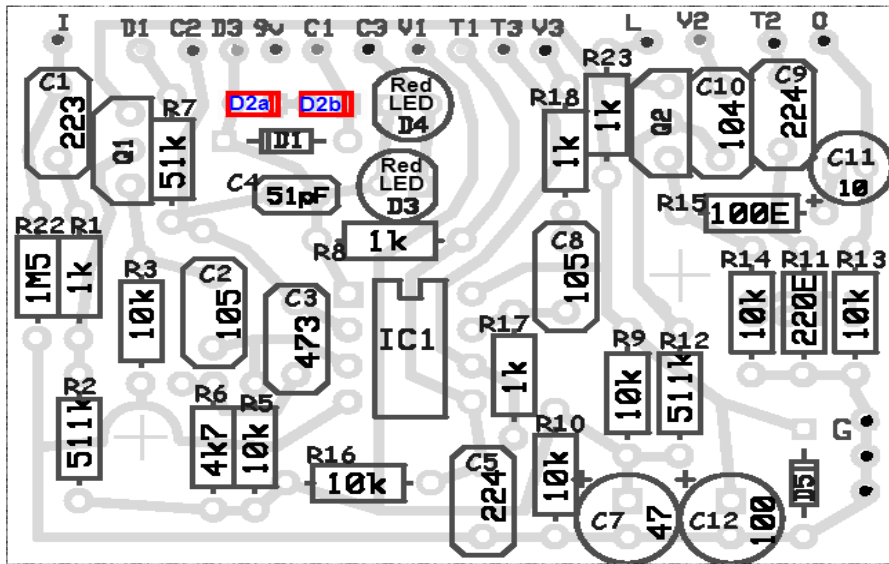 I D1 C2 D3 9v C1 C3 V1 T1 T3 V3 L V2 T2 O
C1
223
Q1
R7
51k
D2a
D2b
D1
Red
LED
D4
C4
51pF
Red
LED
D3
R8
1k
R18
1k
R23
1k
Q2
C10
104
C9
224
C11
10
R15
100E
R22
1M5
R1
1k
R3
10k
C2
105
C3
473
IC1
C8
105
R14
10k
R11
220E
R13
10k
R17
1k
R9
10k
R12
511k
R2
511k
R6
4k7
R5
10k
R16
10k
C5
224
R10
10k
+
C7
47
+
C12
100
D5
G
+